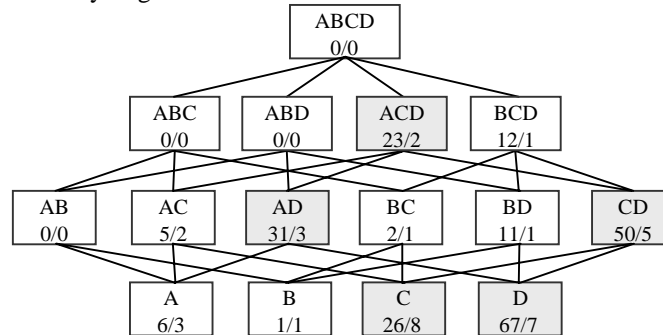 ABCD
0/0
ABC ABD ACD BCD
0/0 0/0 23/2 12/1
AB AC AD BC BD CD
0/0 5/2 31/3 2/1 11/1 50/5
A B C D
6/3 1/1 26/8 67/7